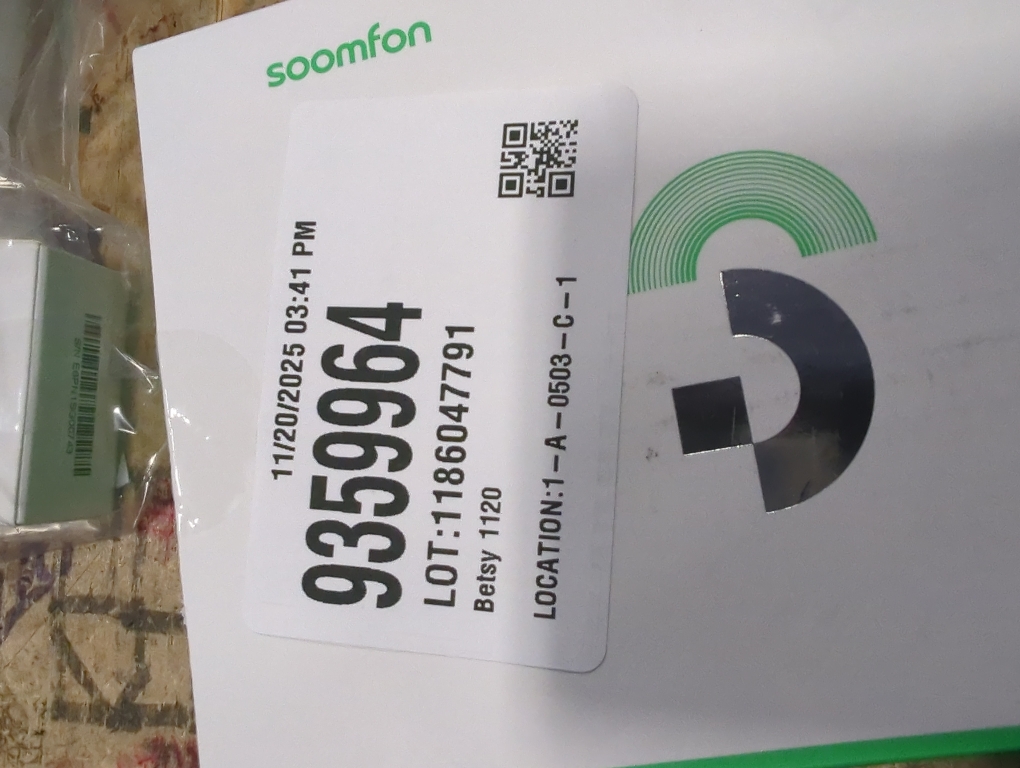 soomfon
11/20/2025 03:41 PM
9359964
LOT:1186047791
Betsy 1120
LOCATION:1-A-0503-C-1